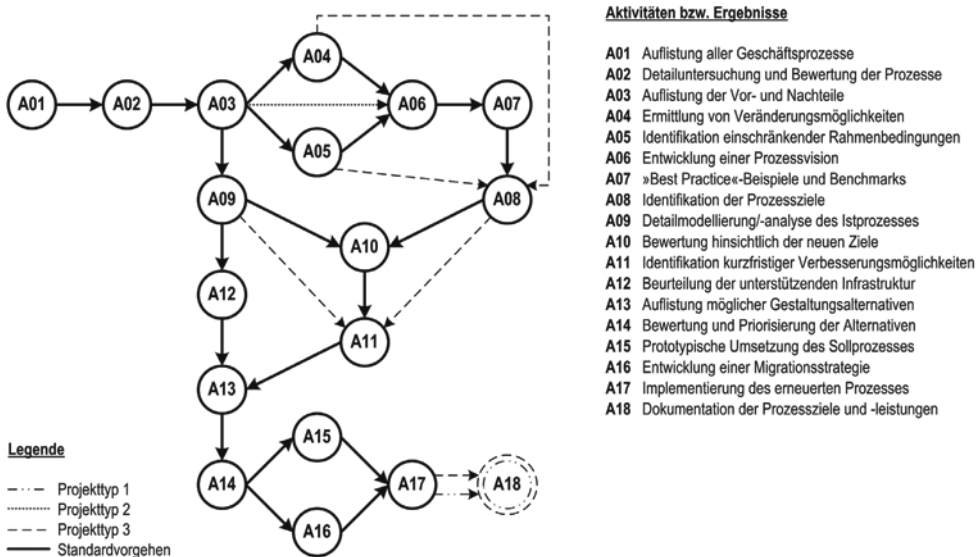 A01
A02
A03
A04
A05
A06
A07
A08
A09
A10
A11
A12
A13
A14
A15
A16
A17
A18
Legende
Projekttyp 1
Projekttyp 2
Projekttyp 3
Standardvorgehen
Aktivitäten bzw. Ergebnisse
A01 Auflistung aller Geschäftsprozesse
A02 Detailuntersuchung und Bewertung der Prozesse
A03 Auflistung der Vor- und Nachteile
A04 Ermittlung von Veränderungsmöglichkeiten
A05 Identifikation einschränkender Rahmenbedingungen
A06 Entwicklung einer Prozessvision
A07 »Best Practice«-Beispiele und Benchmarks
A08 Identifikation der Prozessziele
A09 Detailmodellierung/-analyse des Istprozesses
A10 Bewertung hinsichtlich der neuen Ziele
A11 Identifikation kurzfristiger Verbesserungsmöglichkeiten
A12 Beurteilung der unterstützenden Infrastruktur
A13 Auflistung möglicher Gestaltungsalternativen
A14 Bewertung und Priorisierung der Alternativen
A15 Prototypische Umsetzung des Sollprozesses
A16 Entwicklung einer Migrationsstrategie
A17 Implementierung des erneuerten Prozesses
A18 Dokumentation der Prozessziele und -leistungen